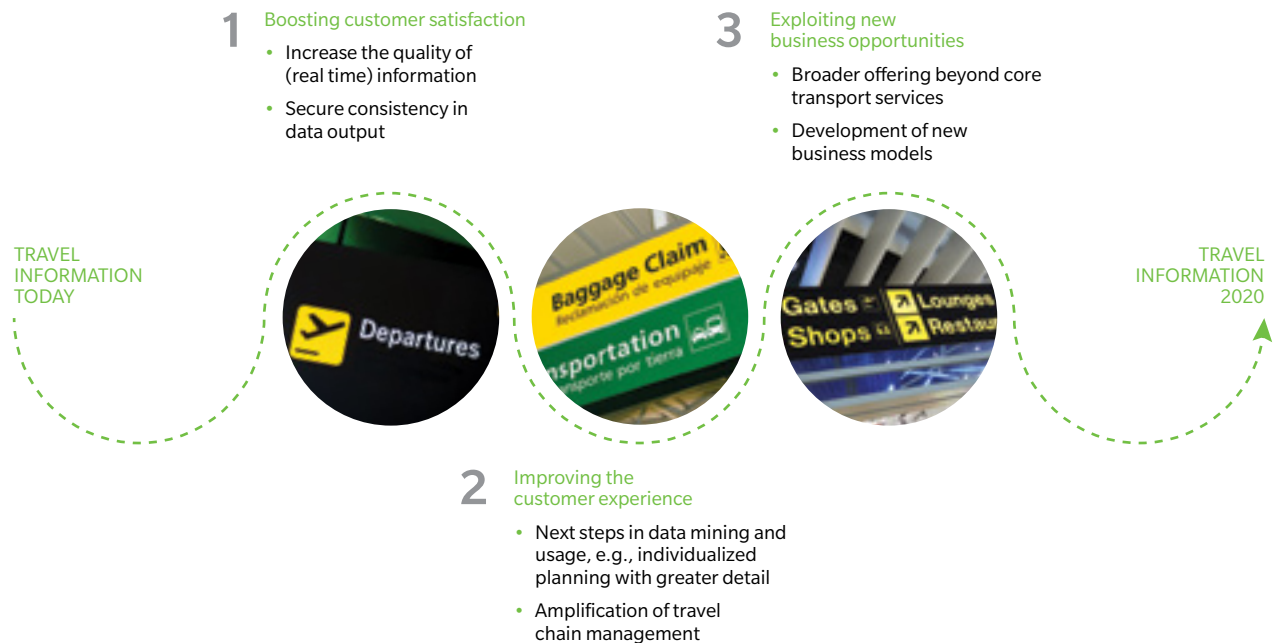 1
Boosting customer satisfaction
• Increase the quality of
(real time) information
• Secure consistency in
data output
3
Exploiting new
business opportunities
• Broader offering beyond core
transport services
• Development of new
business models
TRAVEL
INFORMATION
TODAY
Departures
Baggage Claim
Reclamación de equipaje
nsportation
ansporte por tierra
Gates
Lounges
Shops
Restau
TRAVEL
INFORMATION
2020
2
Improving the
customer experience
• Next steps in data mining and
usage, e.g., individualized
planning with greater detail
• Amplification of travel
chain management